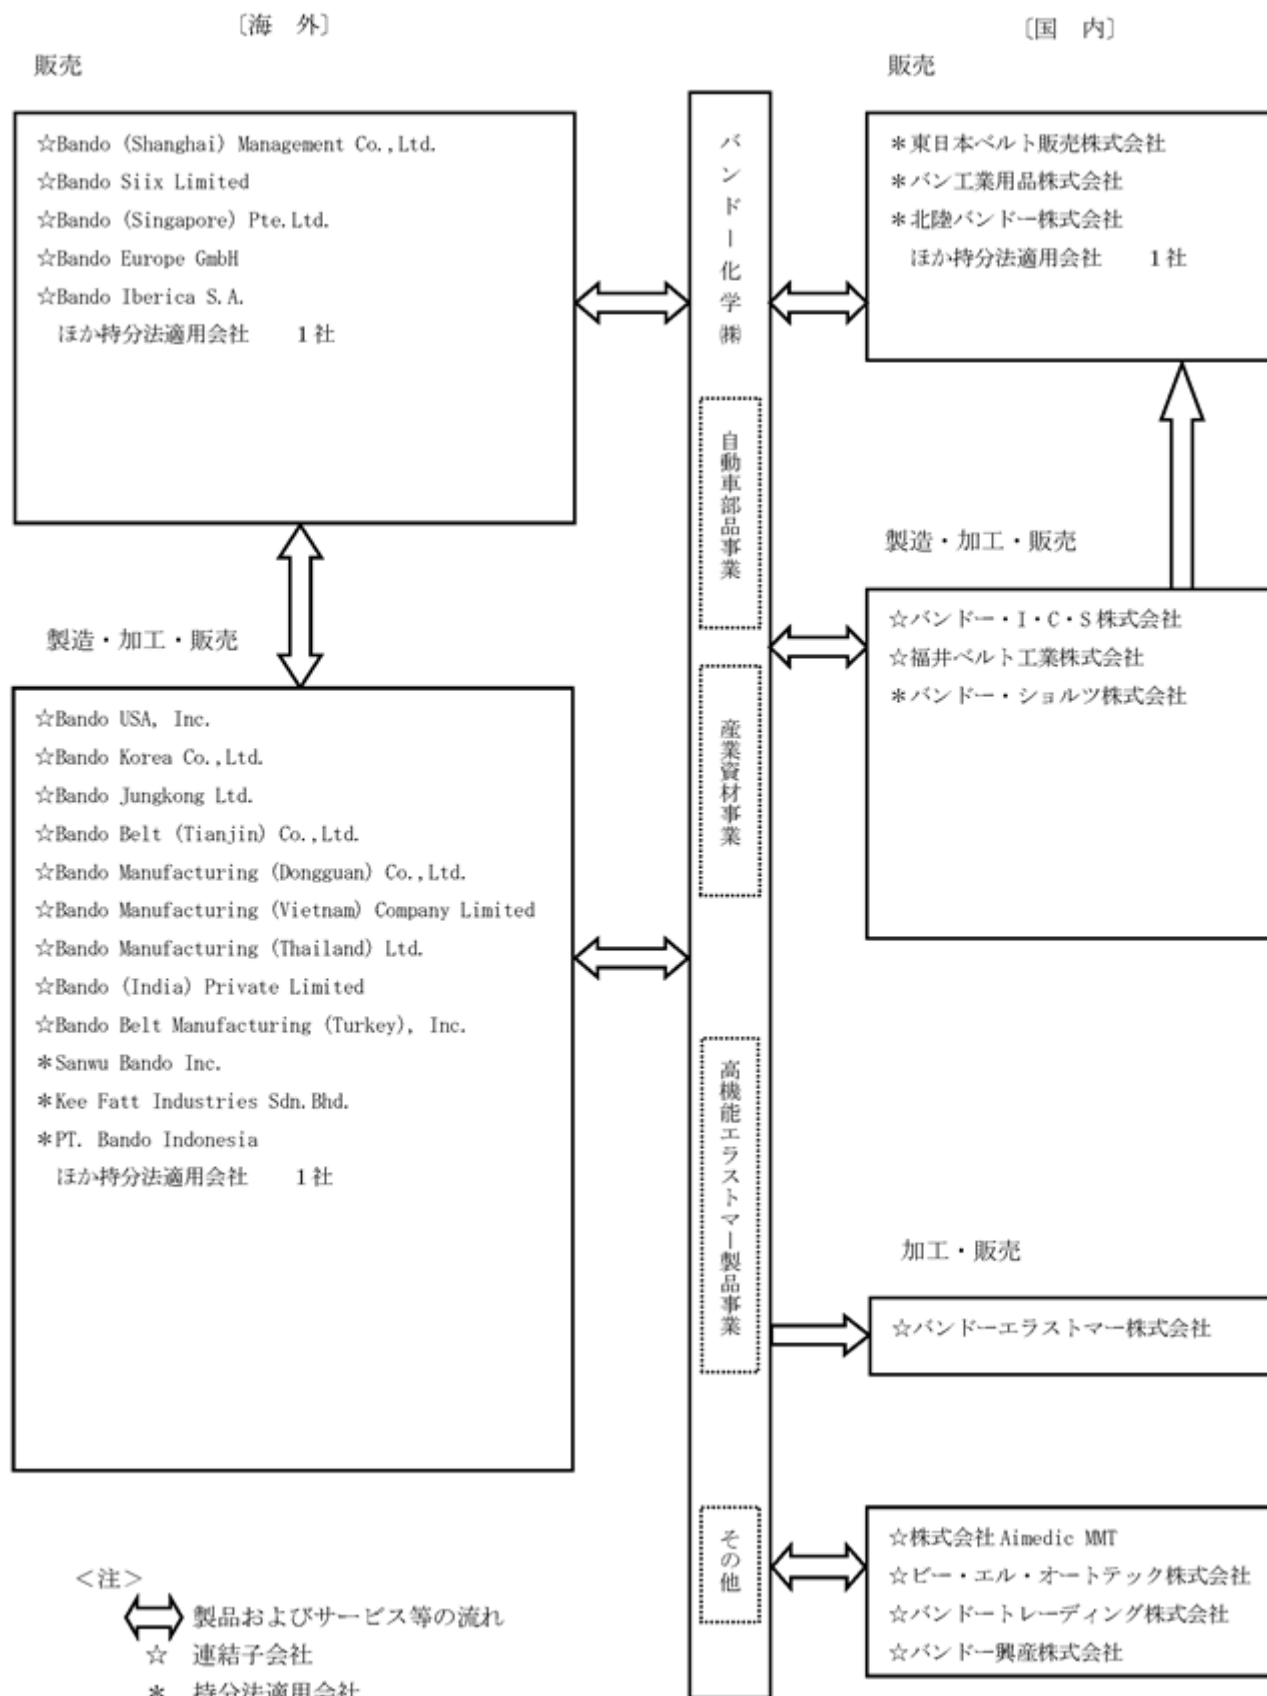 〔海　外〕
販売
☆Bando (Shanghai) Management Co.,Ltd.
☆Bando Siix Limited
☆Bando (Singapore) Pte.Ltd.
☆Bando Europe GmbH
☆Bando Iberica S.A.
ほか持分法適用会社　　1社
製造・加工・販売
☆Bando USA, Inc.
☆Bando Korea Co.,Ltd.
☆Bando Jungkong Ltd.
☆Bando Belt (Tianjin) Co.,Ltd.
☆Bando Manufacturing (Dongguan) Co.,Ltd.
☆Bando Manufacturing (Vietnam) Company Limited
☆Bando Manufacturing (Thailand) Ltd.
☆Bando (India) Private Limited
☆Bando Belt Manufacturing (Turkey), Inc.
＊Sanwu Bando Inc.
＊Kee Fatt Industries Sdn.Bhd.
＊PT. Bando Indonesia
ほか持分法適用会社　　1社
バンドー化学㈱
自動車部品事業
産業資材事業
高機能エラストマー製品事業
その他
〔国　内〕
販売
＊東日本ベルト販売株式会社
＊バン工業用品株式会社
＊北陸バンドー株式会社
ほか持分法適用会社　　1社
製造・加工・販売
☆バンドー・I・C・S株式会社
☆福井ベルト工業株式会社
＊バンドー・ショルツ株式会社
加工・販売
☆バンドーエラストマー株式会社
☆株式会社Aimedic MMT
☆ビー・エル・オートテック株式会社
☆バンドートレーディング株式会社
☆バンドー興産株式会社
＜注＞
製品およびサービス等の流れ
☆　連結子会社
＊　持分法適用会社